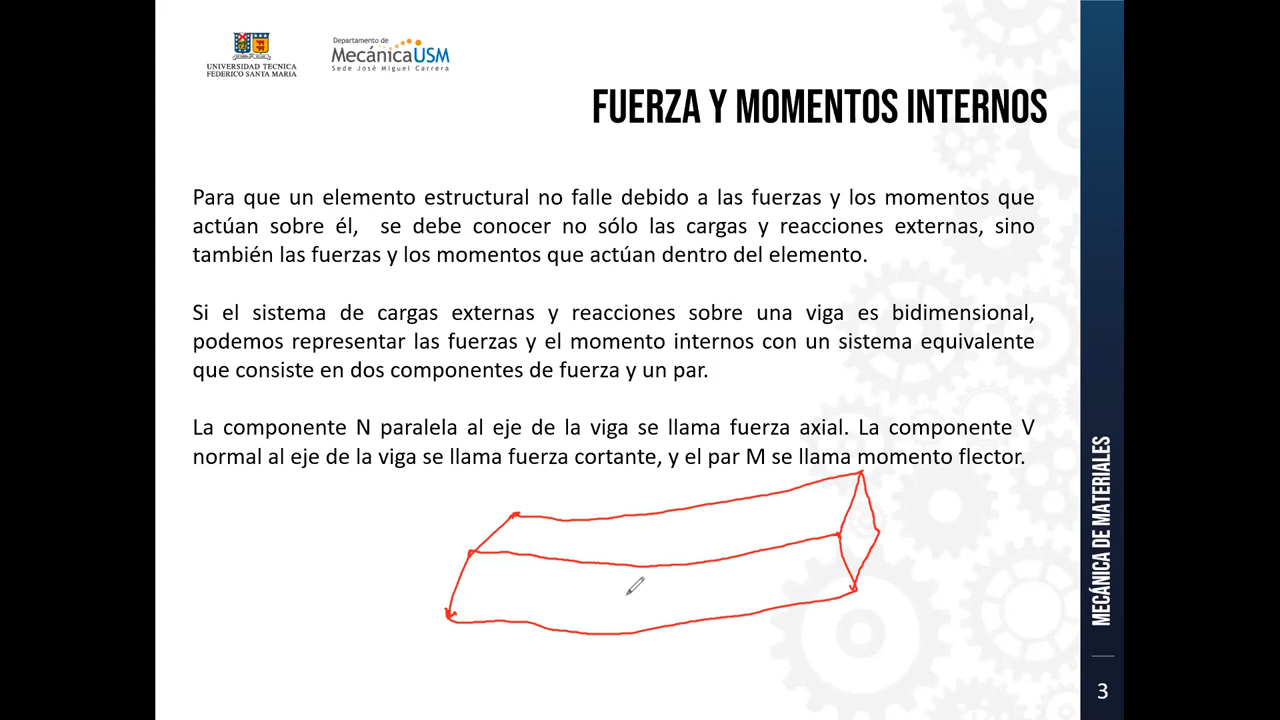 UNIVERSIDAD TECNICA
FEDERICO SANTA MARIA
Departamento de
MecánicaUSM
Sede José Miguel Carrera
FUERZA Y MOMENTOS INTERNOS
Para que un elemento estructural no falle debido a las fuerzas y los momentos que
actúan sobre él, se debe conocer no sólo las cargas y reacciones externas, sino
también las fuerzas y los momentos que actúan dentro del elemento.
Si el sistema de cargas externas y reacciones sobre una viga es bidimensional,
podemos representar las fuerzas y el momento internos con un sistema equivalente
que consiste en dos componentes de fuerza y un par.
La componente N paralela al eje de la viga se llama fuerza axial. La componente V
normal al eje de la viga se llama fuerza cortante, y el par M se llama momento flector.
MECÁNICA DE MATERIALES
3